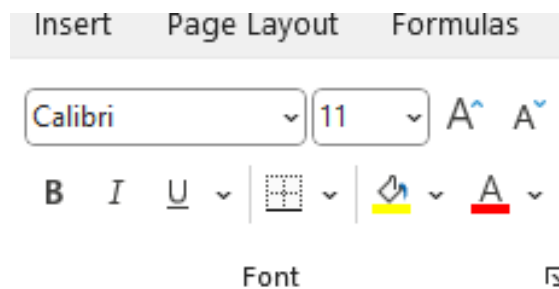 Insert Page Layout Formulas
Calibri 11 A A
B I U A
Font